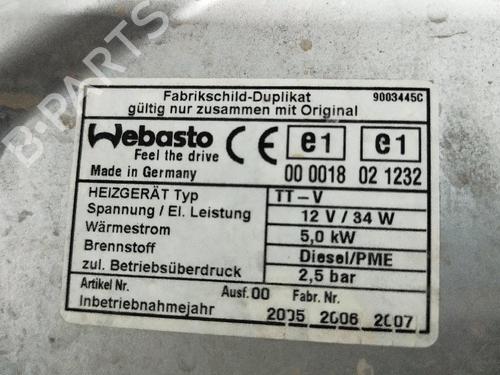 B-PARTS
Fabrikschild-Duplikat 9003445C
gültig nur zusammen mit Original
Webasto CE e1 e1
Feel the drive
Made in Germany 00 0018 02 1232
HEIZGERÄT Typ TT-V
Spannung / El. Leistung 12 V / 34 W
Wärmestrom 5,0 kW
Brennstoff Diesel/PME
zul. Betriebsüberdruck 2,5 bar
Artikel Nr. Ausf. 00 Fabr. Nr.
Inbetriebnahmejahr 2005 2006 2007